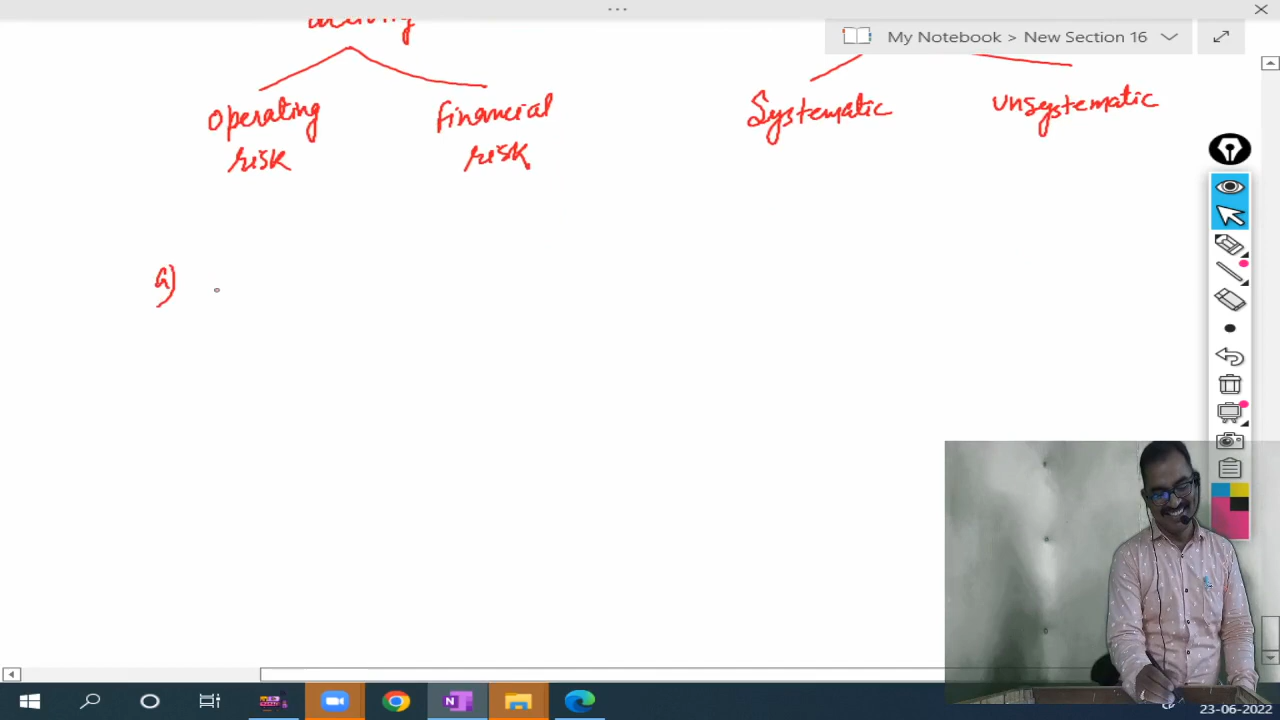 My Notebook > New Section 16
operating risk
financial risk
Systematic
unsystematic
a)
23-06-2022